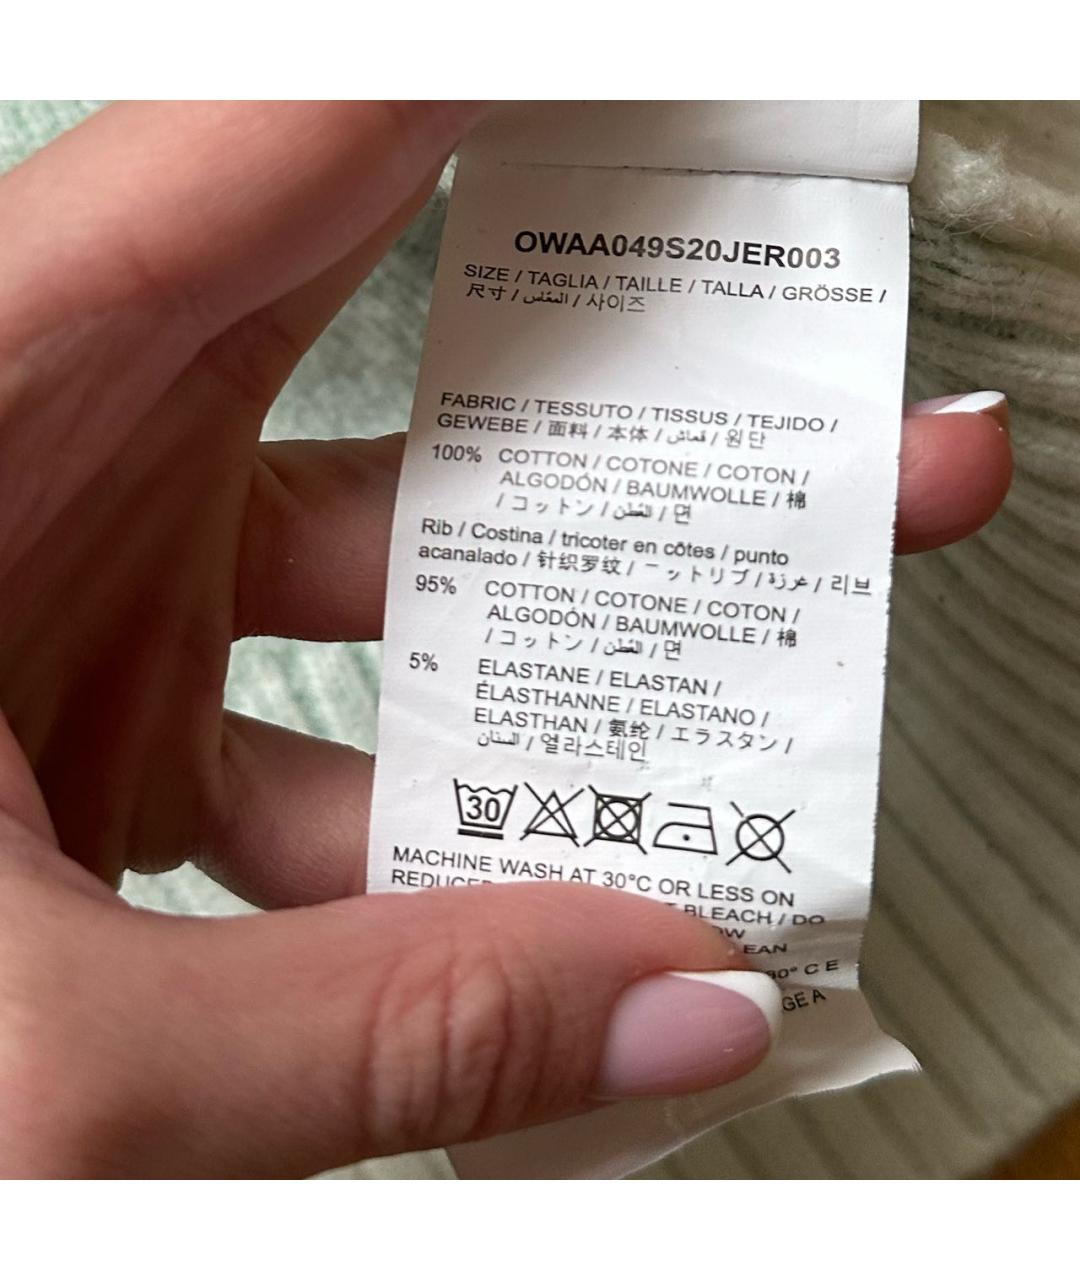 OWAA049S20JER003
SIZE / TAGLIA / TAILLE / TALLA / GRÖSSE /
尺寸 / المقاس / 사이즈
FABRIC / TESSUTO / TISSUS / TEJIDO /
GEWEBE / 面料 / 本体 / قماش / 원단
100% COTTON / COTONE / COTON /
ALGODÓN / BAUMWOLLE / 棉
/ コットン / القطن / 면
Rib / Costina / tricoter en côtes / punto
acanalado / 针织罗纹 / ニットリブ / غرزة / 리브
95% COTTON / COTONE / COTON /
ALGODÓN / BAUMWOLLE / 棉
/ コットン / القطن / 면
5% ELASTANE / ELASTAN /
ÉLASTHANNE / ELASTANO /
ELASTHAN / 氨纶 / エラスタン /
السنان / 엘라스테인
30
MACHINE WASH AT 30°C OR LESS ON
BLEACH / DO
° C E
GE A